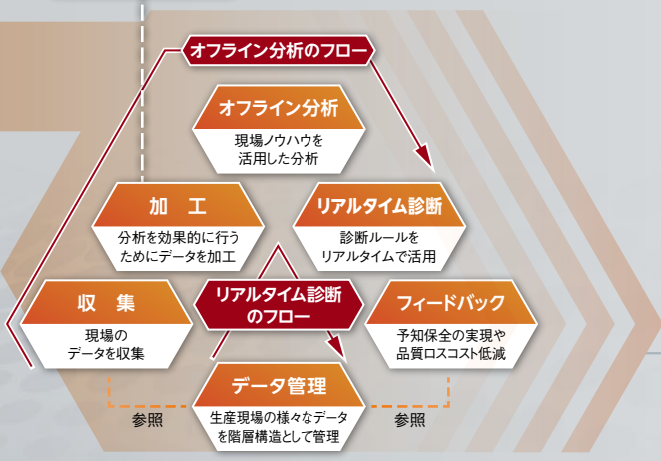 オフライン分析のフロー
オフライン分析
現場ノウハウを
活用した分析
加 工
分析を効果的に行う
ためにデータを加工
リアルタイム診断
診断ルールを
リアルタイムで活用
収 集
現場の
データを収集
リアルタイム診断
のフロー
フィードバック
予知保全の実現や
品質ロスコスト低減
データ管理
生産現場の様々なデータ
を階層構造として管理
参照
参照